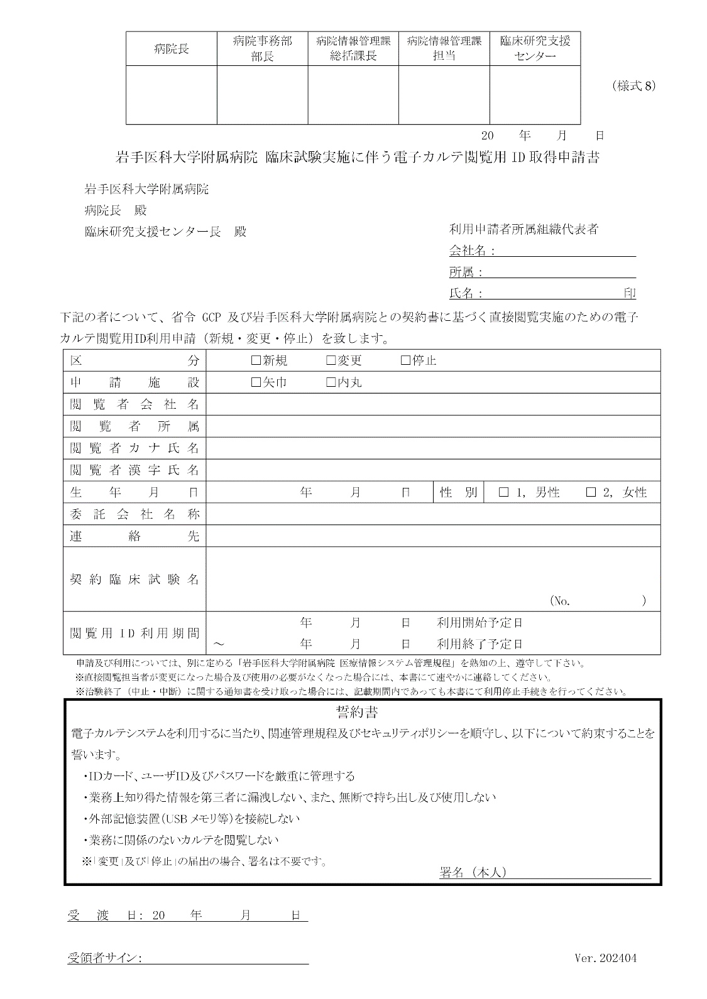 病院長 病院事務部部長 病院情報管理課総括課長 病院情報管理課担当 臨床研究支援センター
（様式8）
20　　年　　月　　日
岩手医科大学附属病院 臨床試験実施に伴う電子カルテ閲覧用 ID 取得申請書
岩手医科大学附属病院
病院長　殿
臨床研究支援センター長　殿
利用申請者所属組織代表者
会社名：
所属：
氏名：　　　　　　　　　　　印
下記の者について、省令 GCP 及び岩手医科大学附属病院との契約書に基づく直接閲覧実施のための電子
カルテ閲覧用ID利用申請（新規・変更・停止）を致します。
区分　□新規　□変更　□停止
申請施設　□矢巾　□内丸
閲覧者会社名
閲覧者所属
閲覧者カナ氏名
閲覧者漢字氏名
生年月日　　年　　月　　日　性別　□ 1, 男性　□ 2, 女性
委託会社名称
連絡先
契約臨床試験名
（No.　　　　　）
閲覧用 ID 利用期間
年　　月　　日　利用開始予定日
～　　年　　月　　日　利用終了予定日
申請及び利用については、別に定める「岩手医科大学附属病院 医療情報システム管理規程」を熟知の上、遵守して下さい。
※直接閲覧担当者が変更になった場合及び使用の必要がなくなった場合には、本書にて速やかに連絡してください。
※治験終了（中止・中断）に関する通知書を受け取った場合には、記載期間内であっても本書にて利用停止手続きを行ってください。
誓約書
電子カルテシステムを利用するに当たり、関連管理規程及びセキュリティポリシーを順守し、以下について約束することを
誓います。
・IDカード、ユーザID及びパスワードを厳重に管理する
・業務上知り得た情報を第三者に漏洩しない、また、無断で持ち出し及び使用しない
・外部記憶装置（USB メモリ等）を接続しない
・業務に関係のないカルテを閲覧しない
※「変更」及び「停止」の届出の場合、署名は不要です。
署名（本人）
受　渡　日：20　　年　　月　　日
受領者サイン：
Ver.202404